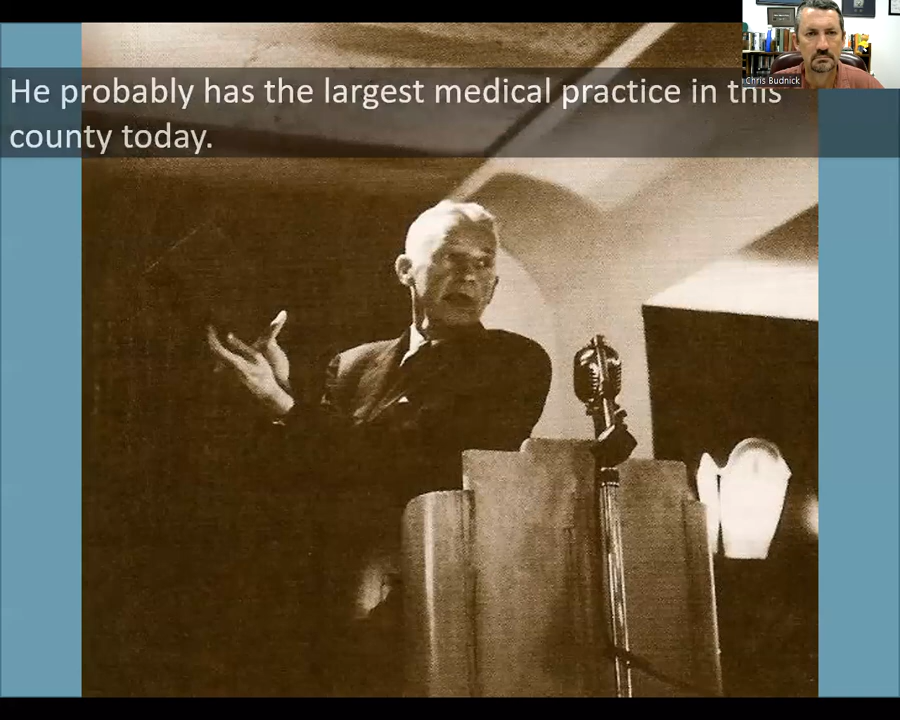 He probably has the largest medical practice in this
county today.
Chris Budnick